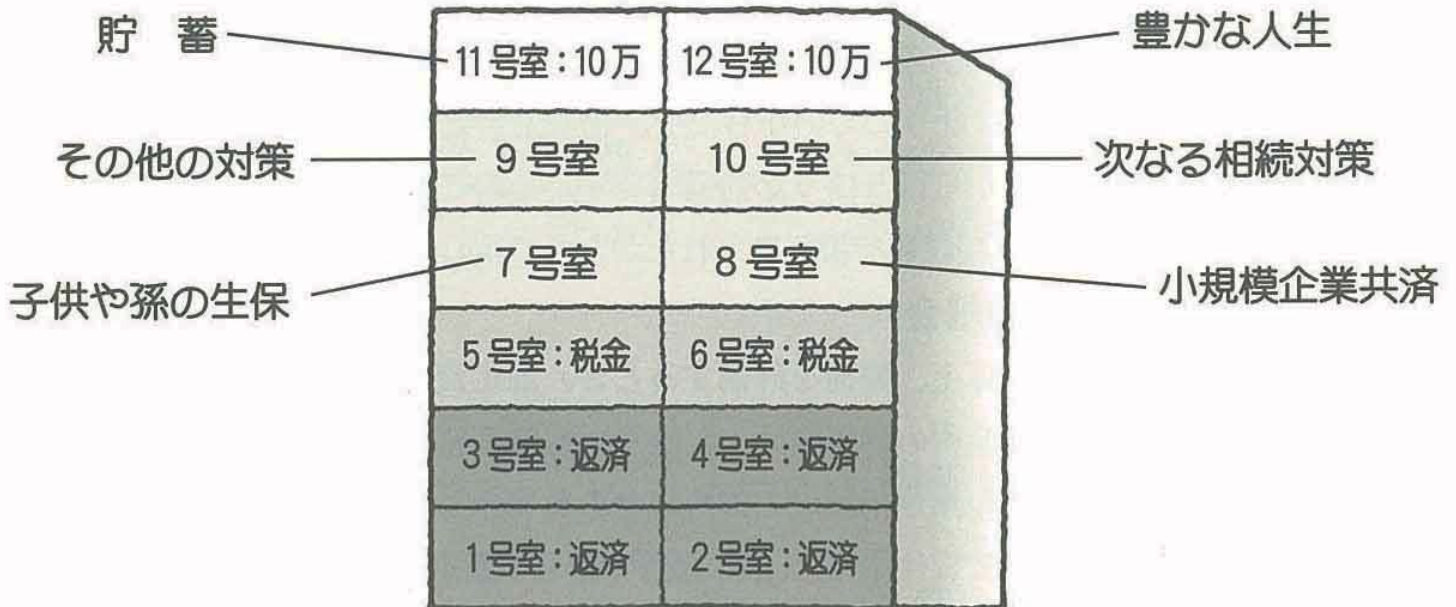 貯 蓄
11号室:10万
12号室:10万
豊かな人生
その他の対策
9号室
10号室
次なる相続対策
子供や孫の生保
7号室
8号室
小規模企業共済
5号室:税金
6号室:税金
3号室:返済
4号室:返済
1号室:返済
2号室:返済